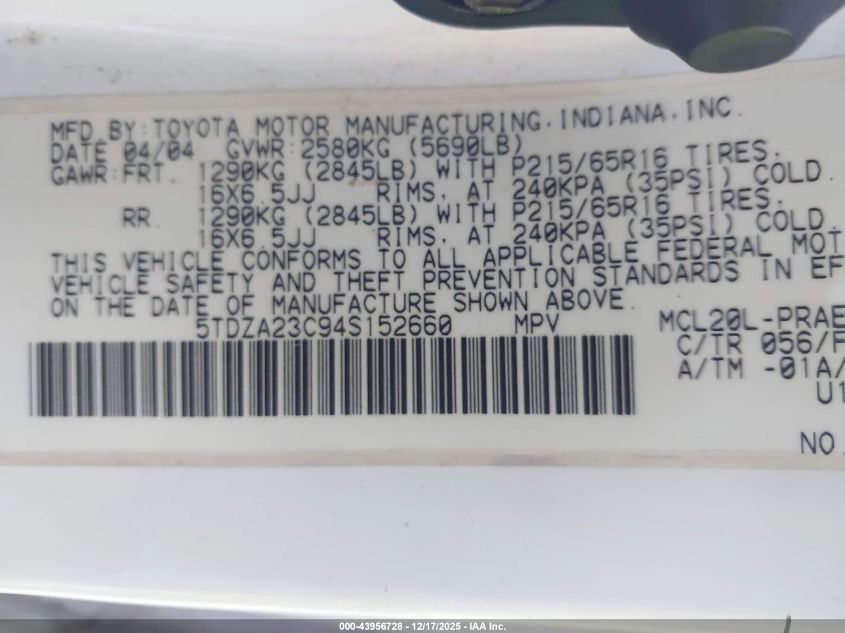 MFD BY: TOYOTA MOTOR MANUFACTURING, INDIANA, INC.
DATE 04/04 GVWR: 2580KG (5690LB)
GAWR: FRT. 1290KG (2845LB) WITH P215/65R16 TIRES,
16X6.5JJ RIMS, AT 240KPA (35PSI) COLD.
RR. 1290KG (2845LB) WITH P215/65R16 TIRES,
16X6.5JJ RIMS, AT 240KPA (35PSI) COLD.
THIS VEHICLE CONFORMS TO ALL APPLICABLE FEDERAL MOT
VEHICLE SAFETY AND THEFT PREVENTION STANDARDS IN EF
ON THE DATE OF MANUFACTURE SHOWN ABOVE.
5TDZA23C94S152660 MPV MCL20L-PRAE
C/TR 056/F
A/TM -01A/
U1
NO.
000-43956728 - 12/17/2025 - IAA Inc.